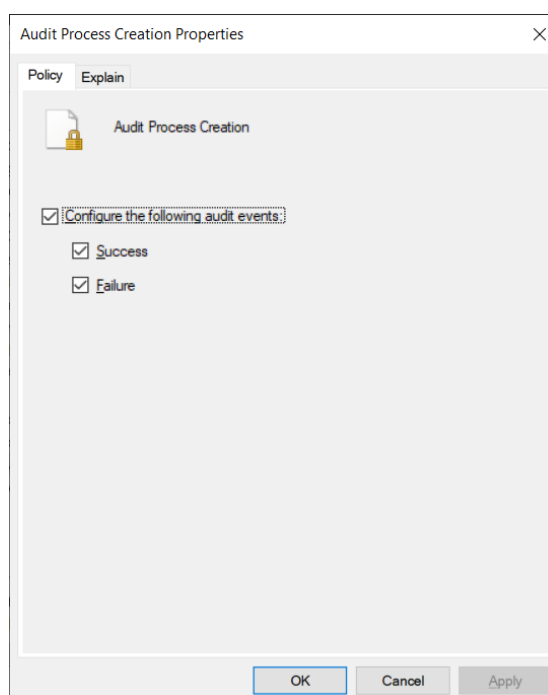 Audit Process Creation Properties
Policy
Explain
Audit Process Creation
Configure the following audit events:
Success
Failure
OK
Cancel
Apply